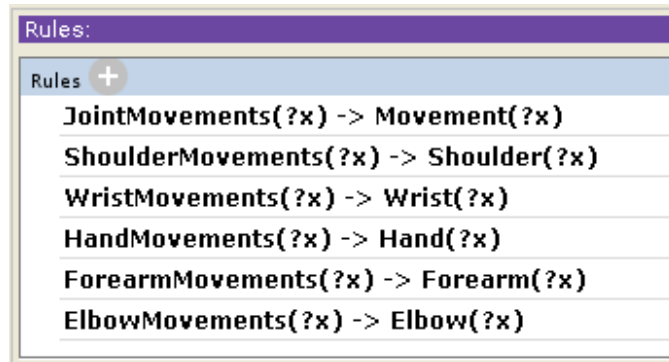 Rules:
Rules +
JointMovements(?x) -> Movement(?x)
ShoulderMovements(?x) -> Shoulder(?x)
WristMovements(?x) -> Wrist(?x)
HandMovements(?x) -> Hand(?x)
ForearmMovements(?x) -> Forearm(?x)
ElbowMovements(?x) -> Elbow(?x)